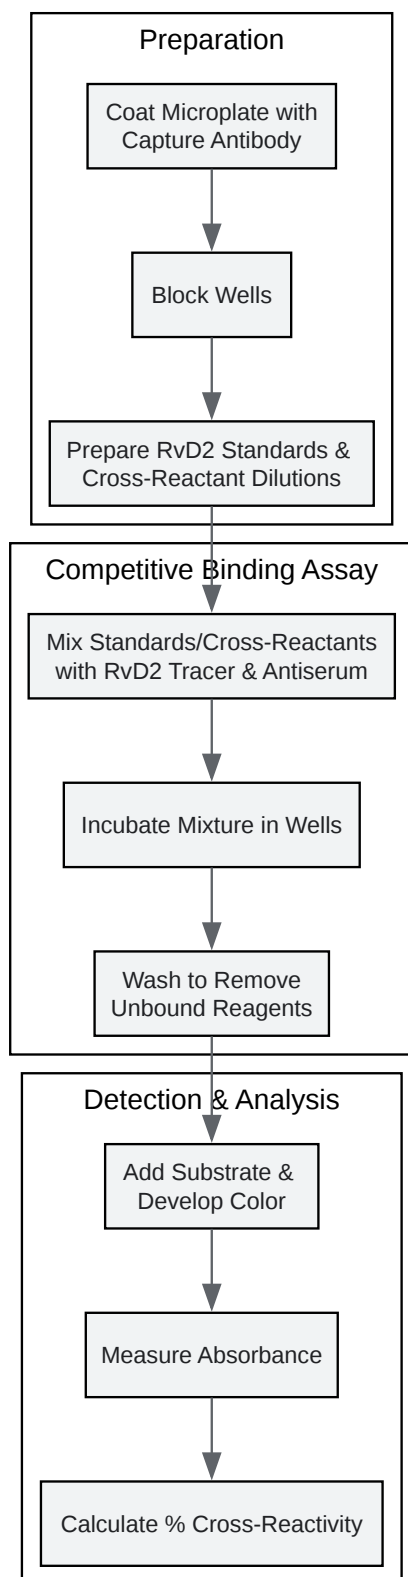 Preparation
Coat Microplate with
Capture Antibody
Block Wells
Prepare RvD2 Standards &
Cross-Reactant Dilutions
Competitive Binding Assay
Mix Standards/Cross-Reactants
with RvD2 Tracer & Antiserum
Incubate Mixture in Wells
Wash to Remove
Unbound Reagents
Detection & Analysis
Add Substrate &
Develop Color
Measure Absorbance
Calculate % Cross-Reactivity